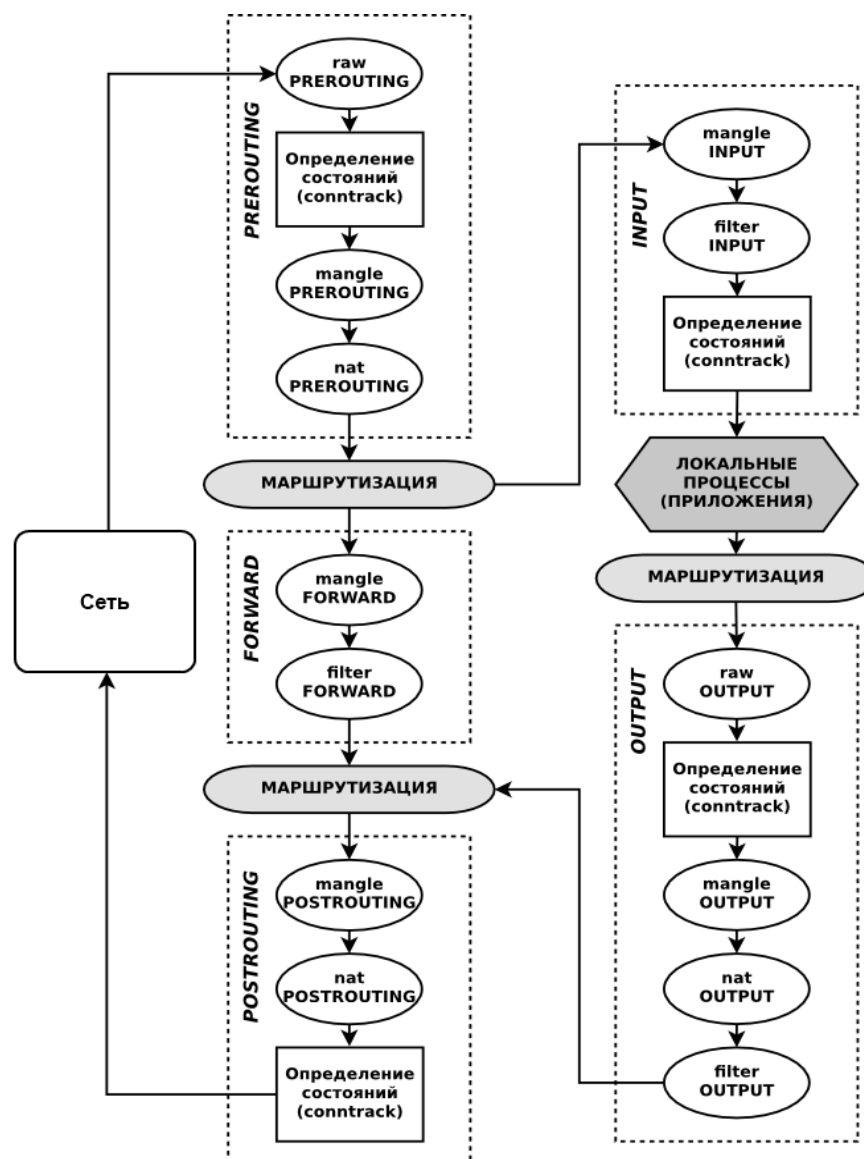 raw
PREROUTING
PREROUTING
Определение
состояний
(conntrack)
mangle
PREROUTING
nat
PREROUTING
МАРШРУТИЗАЦИЯ
mangle
INPUT
INPUT
filter
INPUT
Определение
состояний
(conntrack)
ЛОКАЛЬНЫЕ
ПРОЦЕССЫ
(ПРИЛОЖЕНИЯ)
МАРШРУТИЗАЦИЯ
Сеть
FORWARD
mangle
FORWARD
filter
FORWARD
МАРШРУТИЗАЦИЯ
OUTPUT
raw
OUTPUT
Определение
состояний
(conntrack)
mangle
OUTPUT
nat
OUTPUT
filter
OUTPUT
POSTROUTING
mangle
POSTROUTING
nat
POSTROUTING
Определение
состояний
(conntrack)